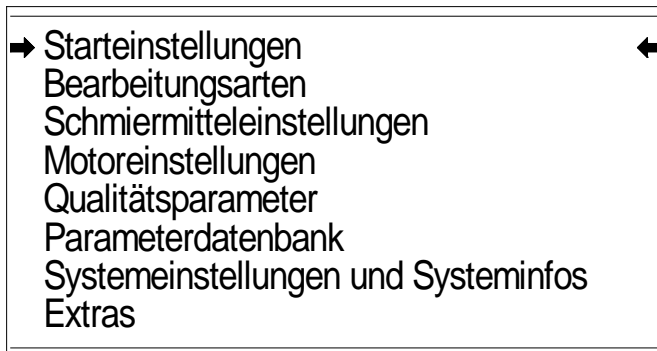 Starteinstellungen
Bearbeitungsarten
Schmiermitteleinstellungen
Motoreinstellungen
Qualitätsparameter
Parameterdatenbank
Systemeinstellungen und Systeminfos
Extras